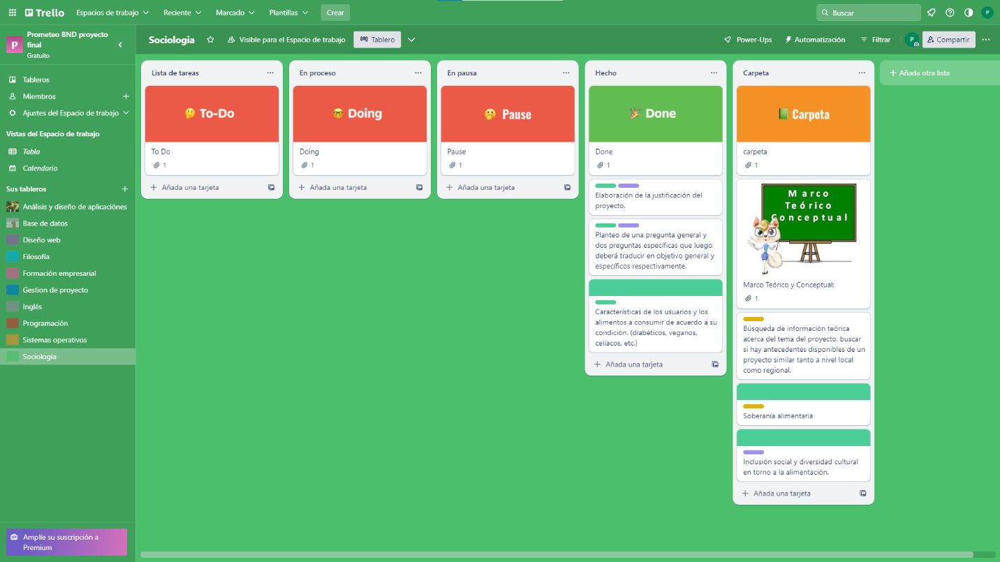 Trello
Espacios de trabajo
Reciente
Marcado
Plantillas
Crear
Buscar
P
P
Prometeo BND proyecto
final
Gratuito
Sociologia
Visible para el Espacio de trabajo
Tablero
Power-Ups
Automatización
Filtrar
P
Compartir
Tableros
Miembros
Ajustes del Espacio de trabajo
Vistas del Espacio de trabajo
Tabla
Calendario
Sus tableros
Análisis y diseño de aplicaciónes
Base de datos
Diseño web
Filosofía
Formación empresarial
Gestion de proyecto
Inglés
Programación
Sistemas operativos
Sociologia
Amplíe su suscripción a
Premium
Lista de tareas
To-Do
To Do
1
Añada una tarjeta
En proceso
Doing
Doing
1
Añada una tarjeta
En pausa
Pause
Pause
1
Añada una tarjeta
Hecho
Done
Done
1
Elaboración de la justificación del
proyecto.
Planteo de una pregunta general y
dos preguntas específicas que luego
deberá traducir en objetivo general y
específicos respectivamente.
Características de los usuarios y los
alimentos a consumir de acuerdo a su
condición. (diabéticos, veganos,
celíacos, etc.)
Añada una tarjeta
Carpeta
Carpeta
carpeta
1
Marco
Teórico
Conceptual
Marco Teórico y Conceptual:
1
Búsqueda de información teórica
acerca del tema del proyecto, buscar
si hay antecedentes disponibles de un
proyecto similar tanto a nivel local
como regional.
Soberanía alimentaria
Inclusión social y diversidad cultural
en torno a la alimentación.
Añada una tarjeta
Añada otra lista